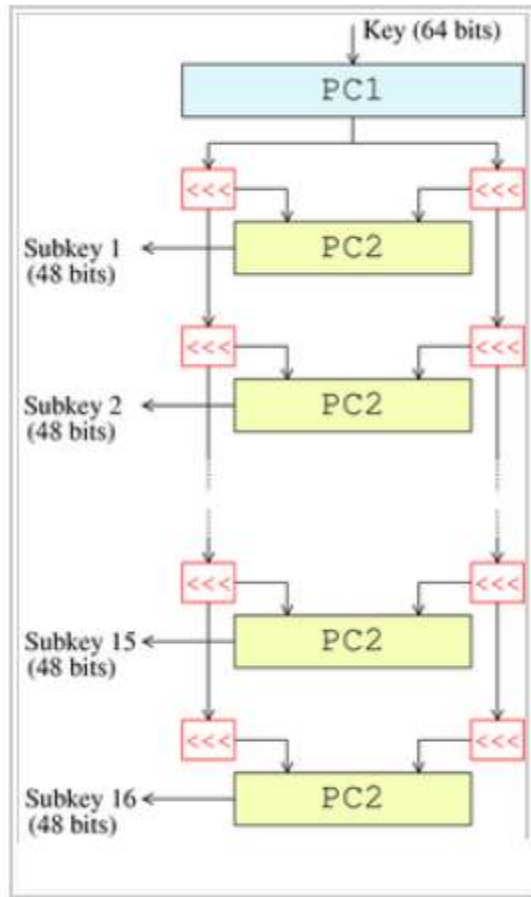 Key (64 bits)
PC1
<<< <<<
PC2
Subkey 1
(48 bits)
<<< <<<
PC2
Subkey 2
(48 bits)
<<< <<<
PC2
Subkey 15
(48 bits)
<<< <<<
PC2
Subkey 16
(48 bits)